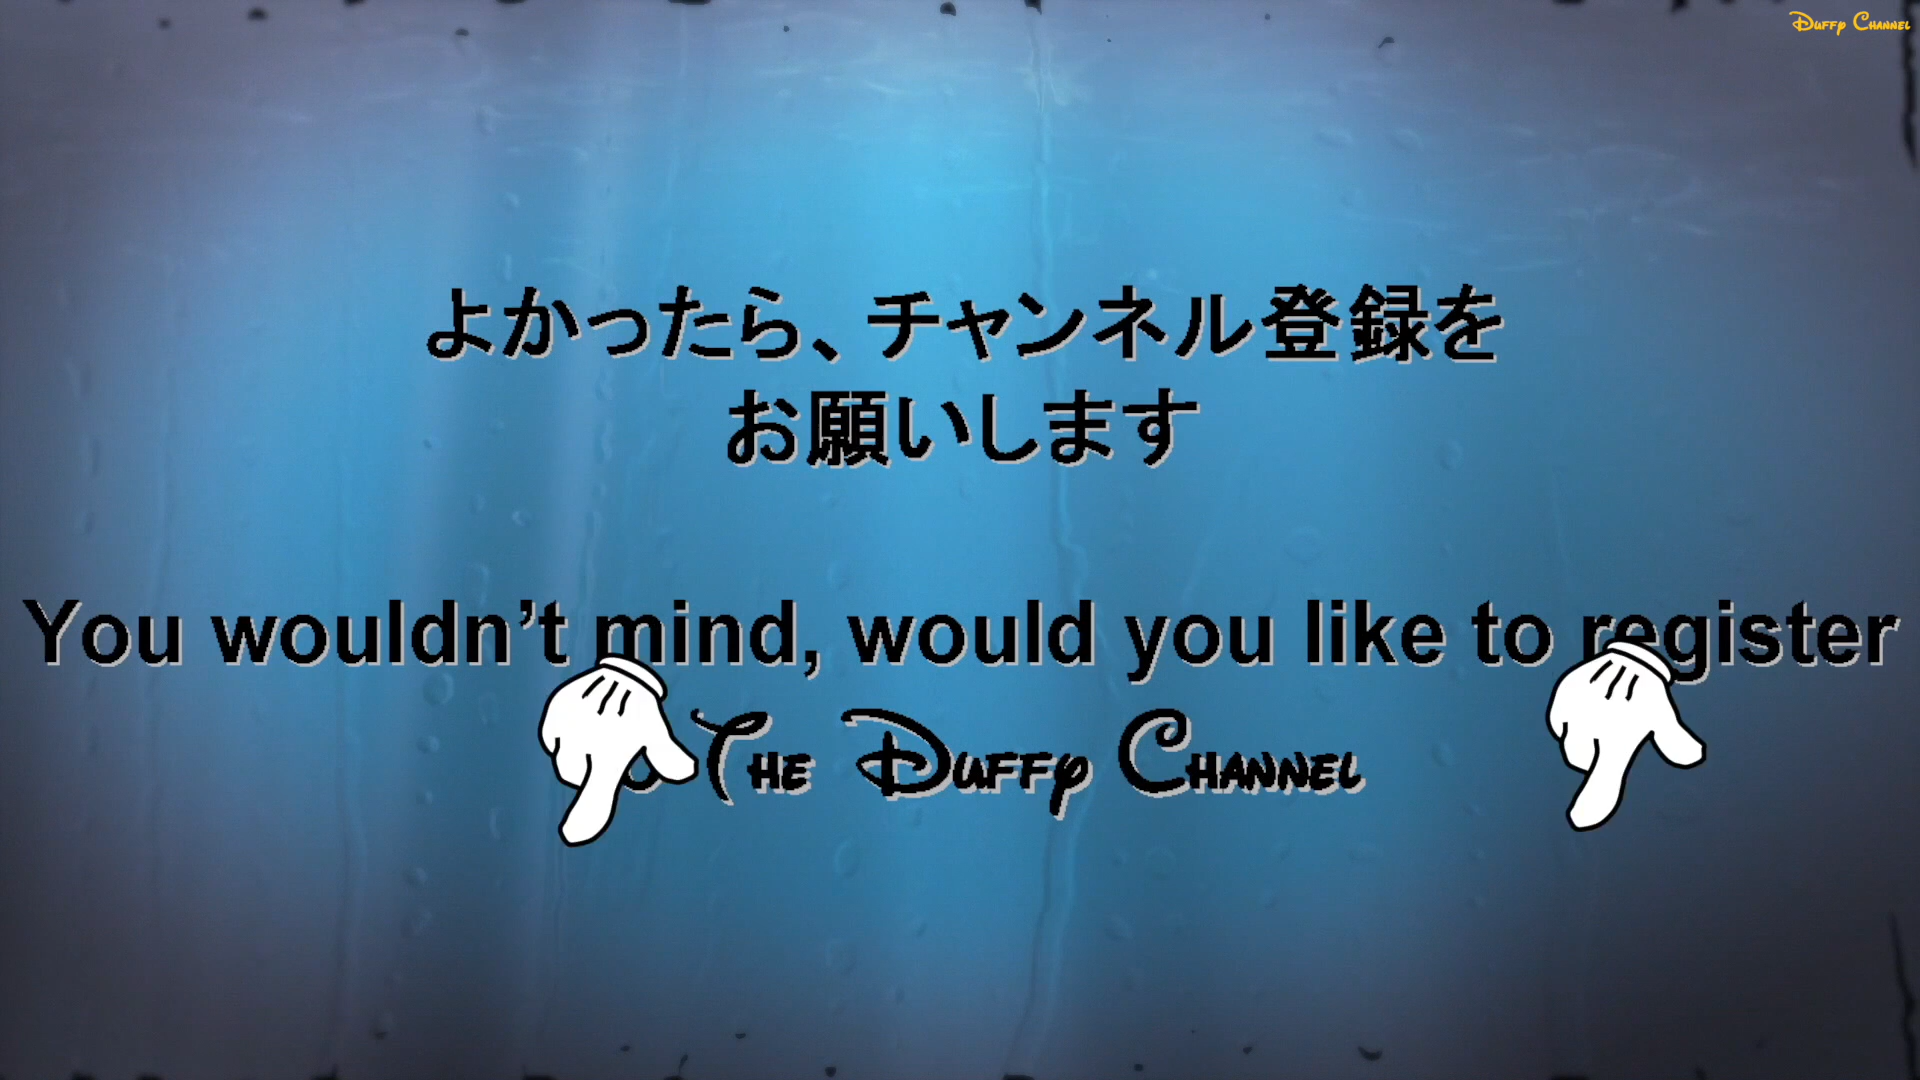 Duffy Channel
よかったら、チャンネル登録を
お願いします
You wouldn't mind, would you like to register
The Duffy Channel